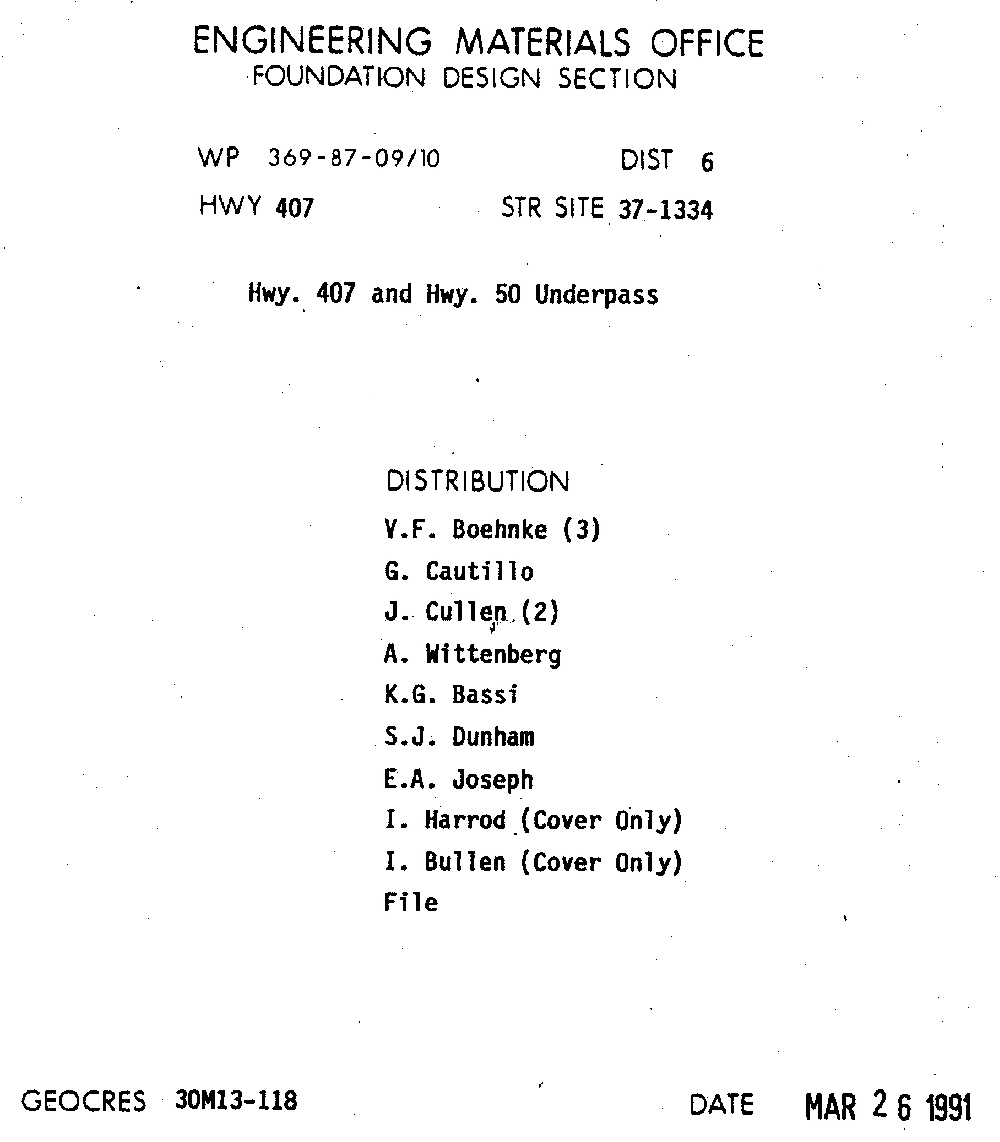 ENGINEERING MATERIALS OFFICE
FOUNDATION DESIGN SECTION
WP 369-87-09/10 DIST 6
HWY 407 STR SITE 37-1334
Hwy. 407 and Hwy. 50 Underpass
DISTRIBUTION
V.F. Boehnke (3)
G. Cautillo
J. Cullen (2)
A. Wittenberg
K.G. Bassi
S.J. Dunham
E.A. Joseph
I. Harrod (Cover Only)
I. Bullen (Cover Only)
File
GEOCRES 30M13-118 DATE MAR 26 1991